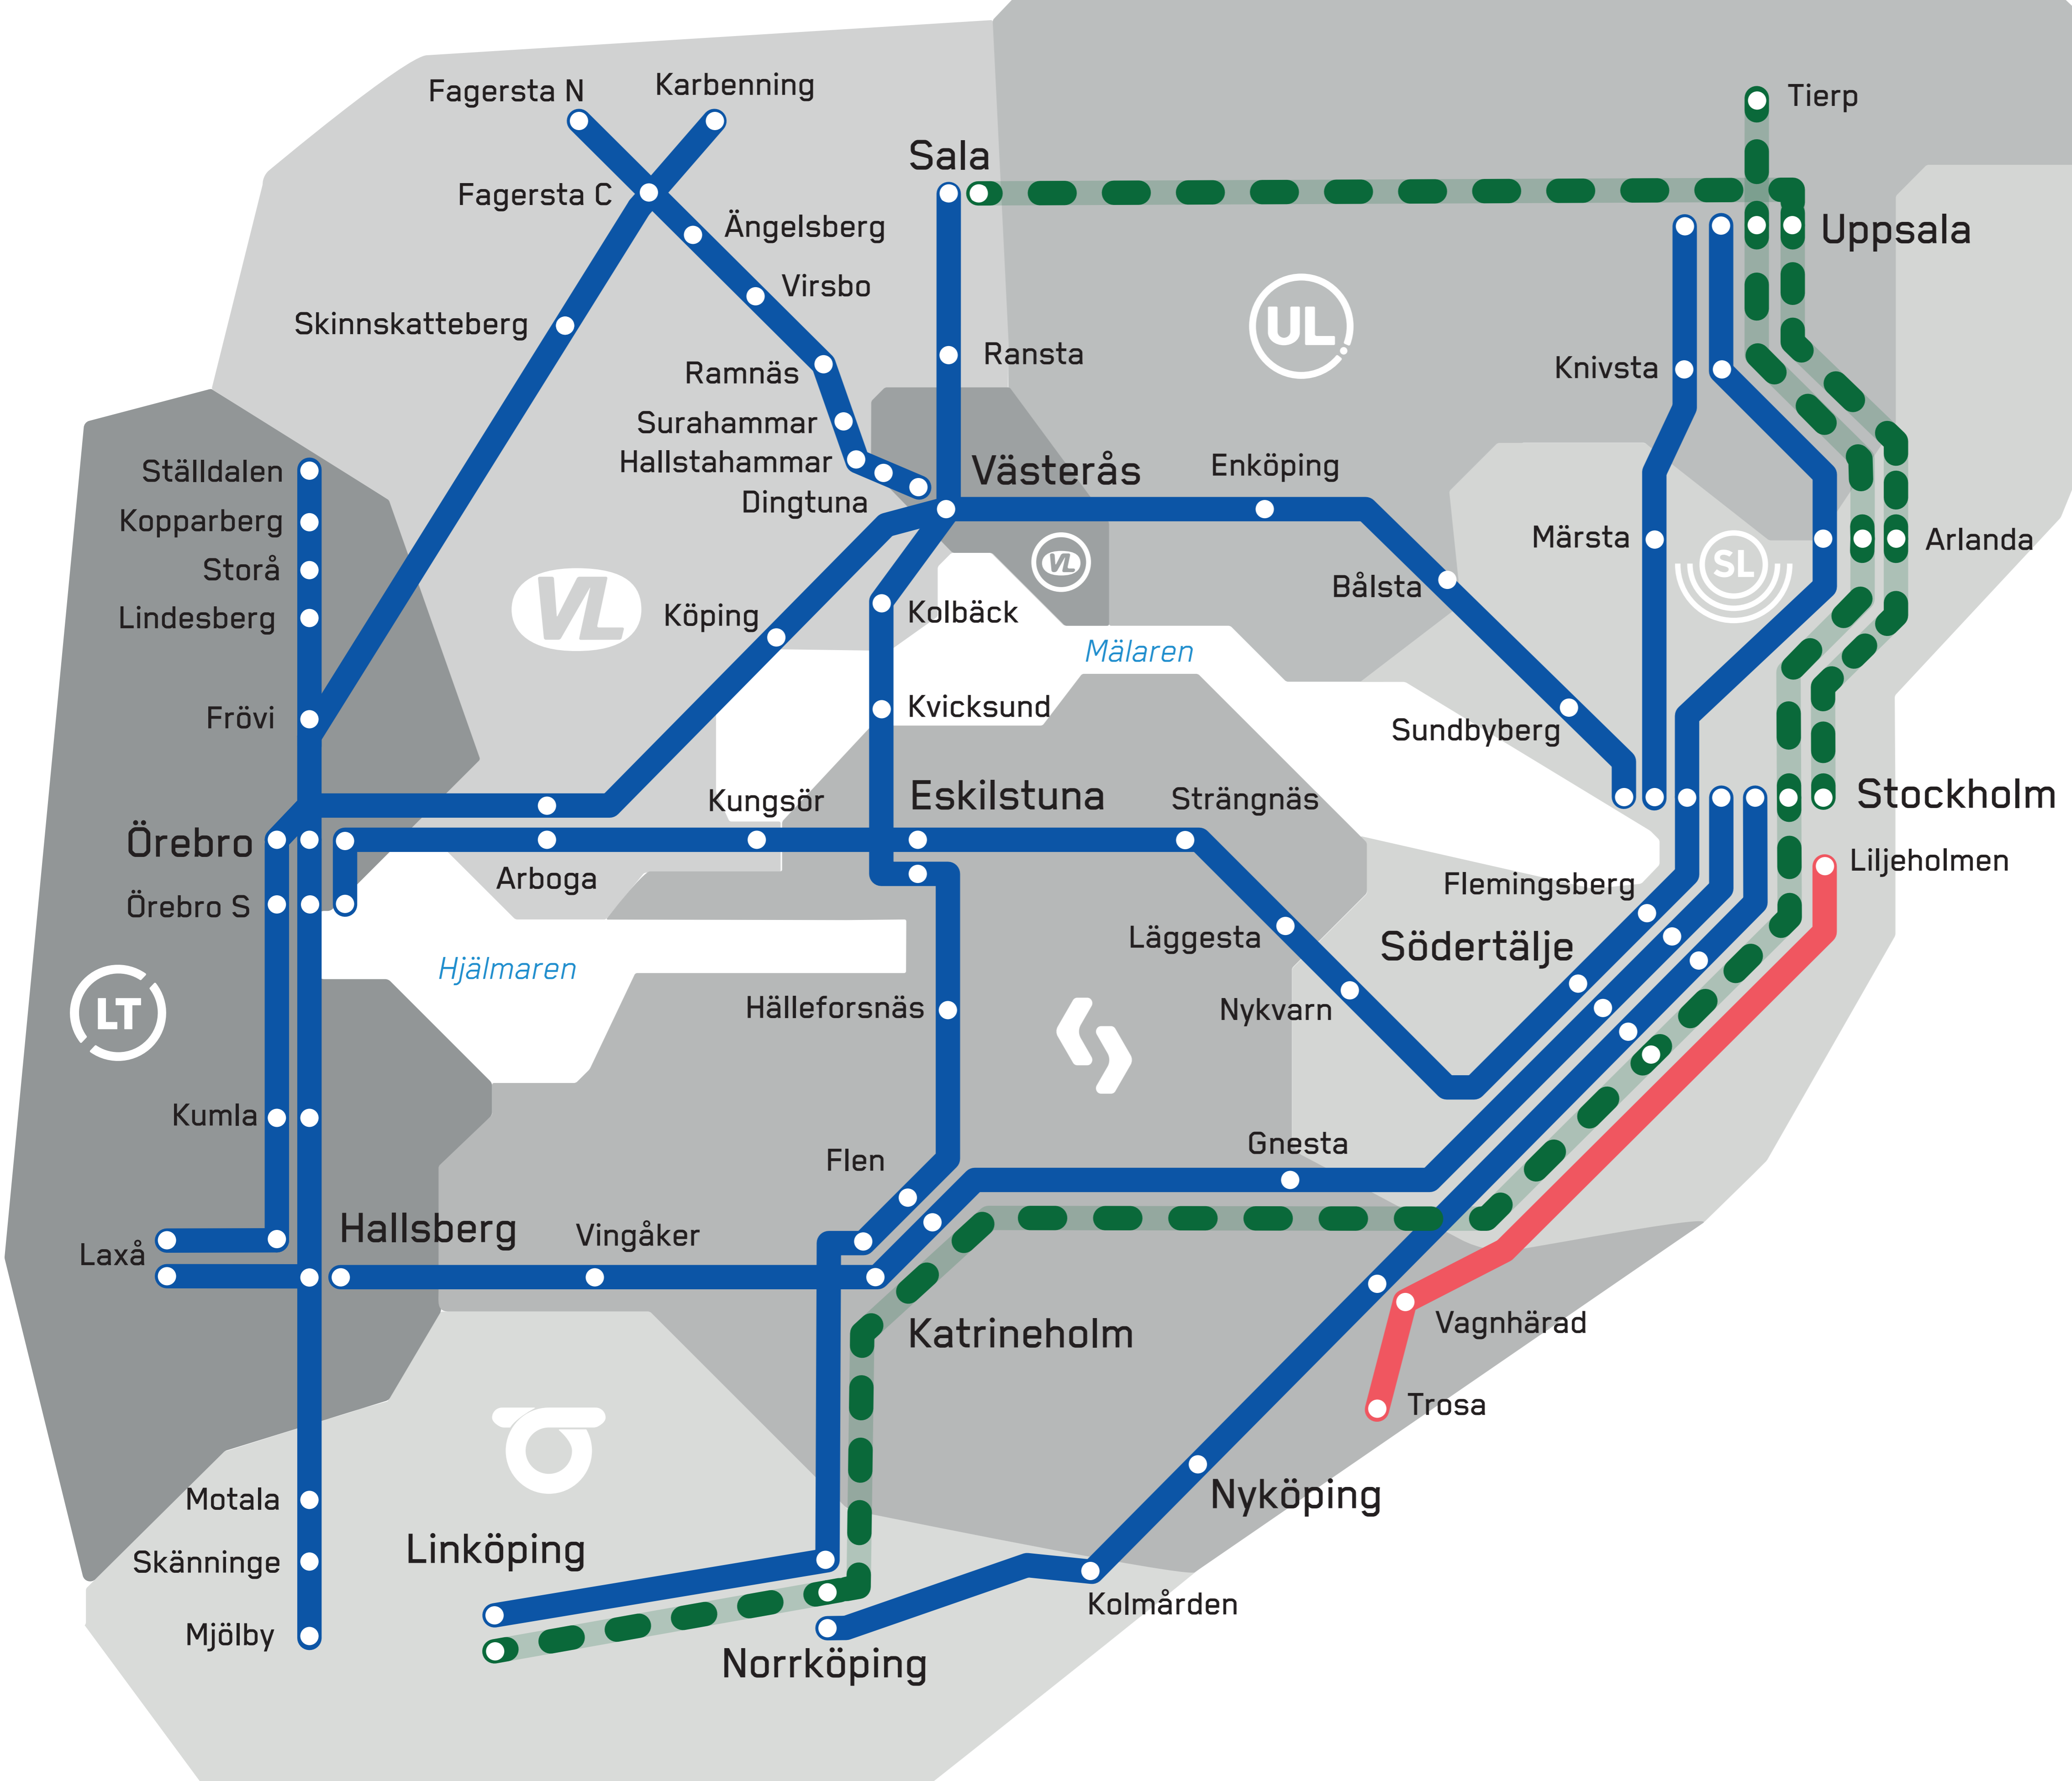 Fagersta N
Karbenning
Tierp
Sala
Fagersta C
Ängelsberg
Uppsala
Virsbo
UL
Skinnskatteberg
Ransta
Knivsta
Ramnäs
Surahammar
Hallstahammar
Västerås
Enköping
Ställdalen
Dingtuna
Kopparberg
Märsta
Arlanda
VL
SL
Storå
Bålsta
VL
Lindesberg
Köping
Kolbäck
Mälaren
Frövi
Kvicksund
Sundbyberg
Kungsör
Eskilstuna
Strängnäs
Stockholm
Örebro
Liljeholmen
Arboga
Flemingsberg
Örebro S
Läggesta
Södertälje
Hjälmaren
LT
Hälleforsnäs
Nykvarn
Kumla
Gnesta
Flen
Hallsberg
Vingåker
Laxå
Katrineholm
Vagnhärad
Trosa
Motala
Nyköping
Linköping
Skänninge
Kolmården
Mjölby
Norrköping